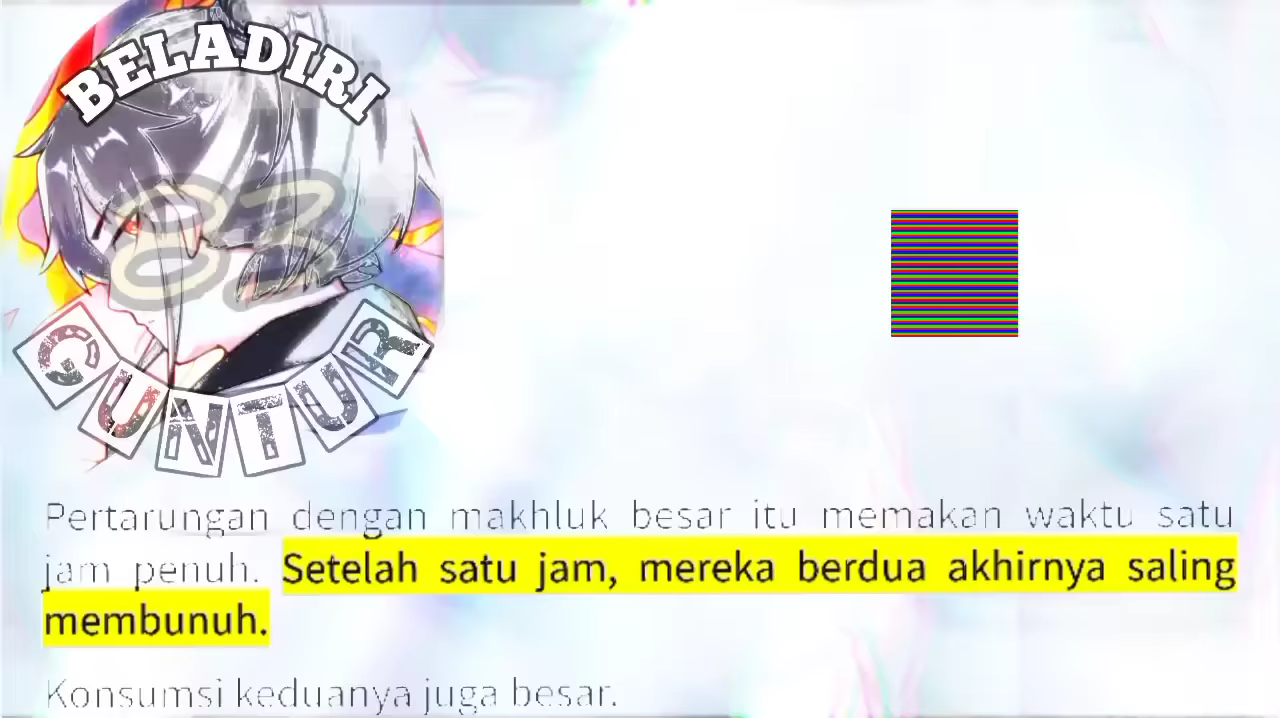 BELADIRI
83
GUNTUR
Pertarungan dengan makhluk besar itu memakan waktu satu
jam penuh. Setelah satu jam, mereka berdua akhirnya saling
membunuh.
Konsumsi keduanya juga besar.